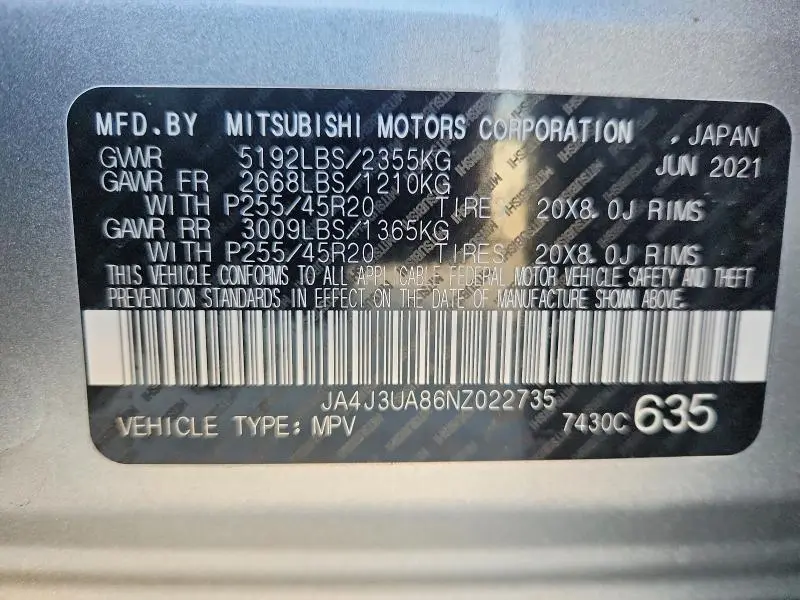 MFD.BY MITSUBISHI MOTORS CORPORATION , JAPAN
GVWR 5192LBS/2355KG JUN 2021
GAWR FR 2668LBS/1210KG
WITH P255/45R20 TIRES 20X8.0J RIMS
GAWR RR 3009LBS/1365KG
WITH P255/45R20 TIRES 20X8.0J RIMS
THIS VEHICLE CONFORMS TO ALL APPLICABLE FEDERAL MOTOR VEHICLE SAFETY AND THEFT
PREVENTION STANDARDS IN EFFECT ON THE DATE OF MANUFACTURE SHOWN ABOVE.
JA4J3UA86NZ022735
VEHICLE TYPE: MPV 7430C 635